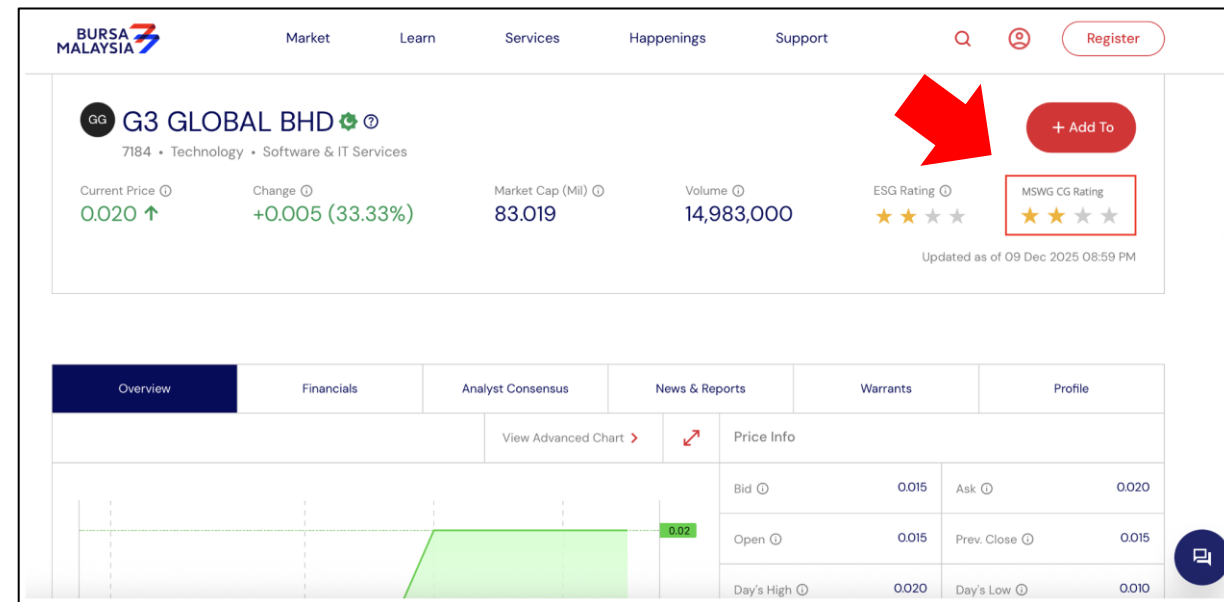 BURSA
MALAYSIA
Market Learn Services Happenings Support Register
GG G3 GLOBAL BHD
7184 • Technology • Software & IT Services
+ Add To
Current Price Change Market Cap (Mil) Volume ESG Rating MSWG CG Rating
0.020 ↑ +0.005 (33.33%) 83.019 14,983,000
Updated as of 09 Dec 2025 08:59 PM
Overview Financials Analyst Consensus News & Reports Warrants Profile
View Advanced Chart Price Info
Bid 0.015 Ask 0.020
0.02
Open 0.015 Prev. Close 0.015
Day's High 0.020 Day's Low 0.010